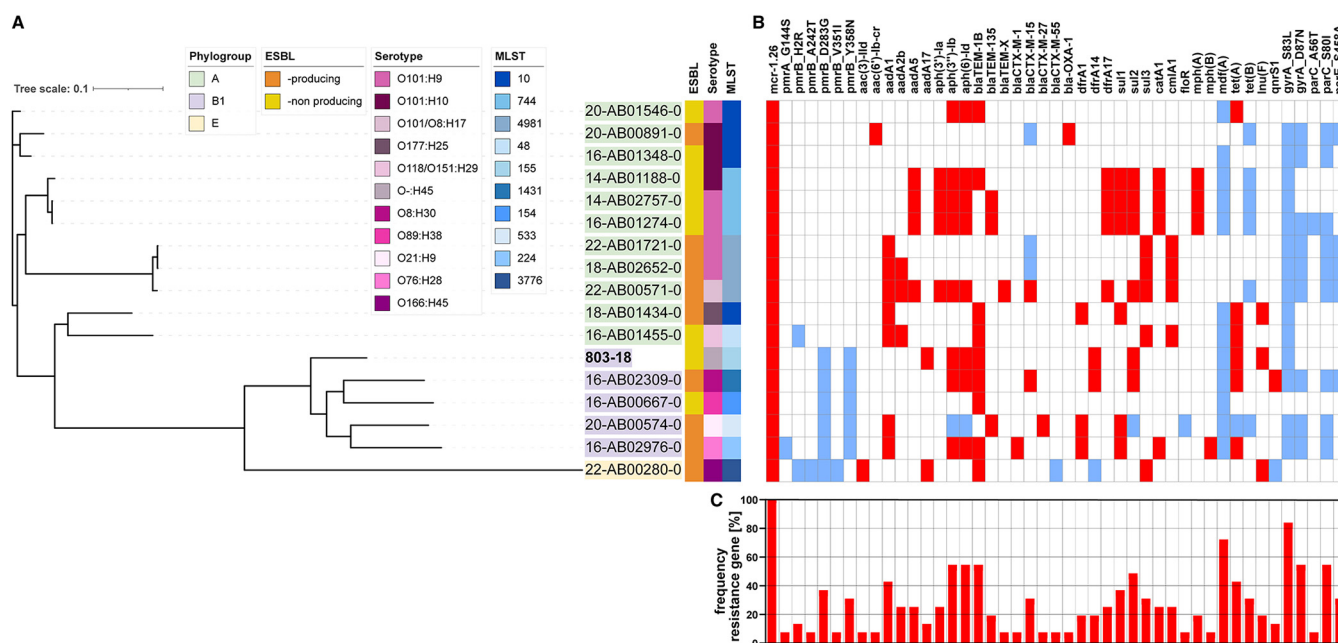 A
B
Phylogroup
A
B1
E
ESBL
-producing
-non producing
Serotype
O101:H9
O101:H10
O101/O8:H17
O177:H25
O118/O151:H29
O-:H45
O8:H30
O89:H38
O21:H9
O76:H28
O166:H45
MLST
10
744
4981
48
155
1431
154
533
224
3776
Tree scale: 0.1
ESBL
Serotype
MLST
20-AB01546-0
20-AB00891-0
16-AB01348-0
14-AB01188-0
14-AB02757-0
16-AB01274-0
22-AB01721-0
18-AB02652-0
22-AB00571-0
18-AB01434-0
16-AB01455-0
803-18
16-AB02309-0
16-AB00667-0
20-AB00574-0
16-AB02976-0
22-AB00280-0
mcr-1.26
pmrA_G144S
pmrB_H2R
pmrB_A242T
pmrB_D283G
pmrB_V351I
pmrB_Y358N
aac(3)-IId
aac(6')-Ib-cr
aadA1
aadA2b
aadA5
aadA17
aph(3')-Ia
aph(3'')-Ib
aph(6)-Id
blaTEM-1B
blaTEM-135
blaTEM-X
blaCTX-M-1
blaCTX-M-15
blaCTX-M-27
blaCTX-M-55
bla-OXA-1
dfrA1
dfrA14
dfrA17
sul1
sul2
sul3
catA1
cmlA1
floR
mph(A)
mph(B)
mdf(A)
tet(A)
tet(B)
lnu(F)
qnrS1
gyrA_S83L
gyrA_D87N
parC_A56T
parC_S80I
parE_S458A
C
frequency
resistance gene [%]
100
80
60
40
20
0